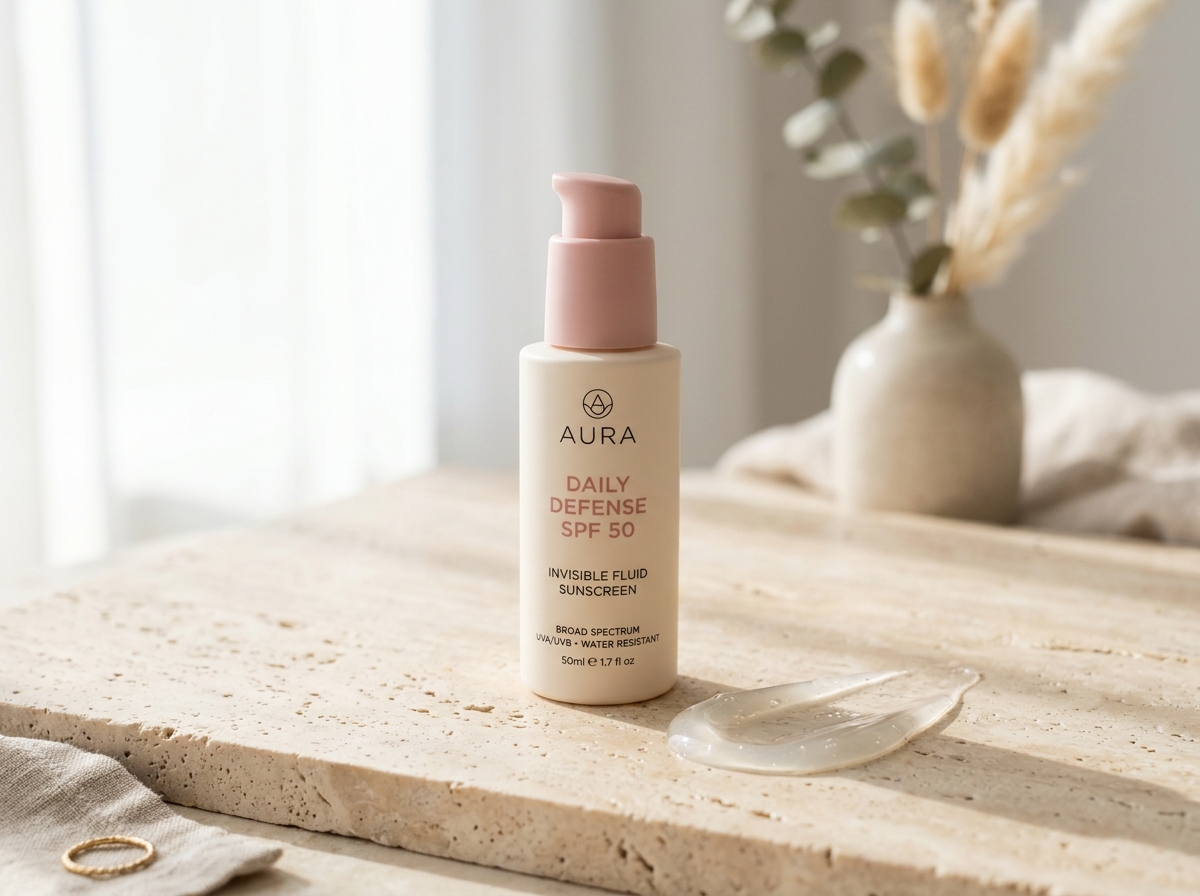 AURA
DAILY
DEFENSE
SPF 50
INVISIBLE FLUID
SUNSCREEN
BROAD SPECTRUM
UVA/UVB • WATER RESISTANT
50ml ℮ 1.7 fl oz